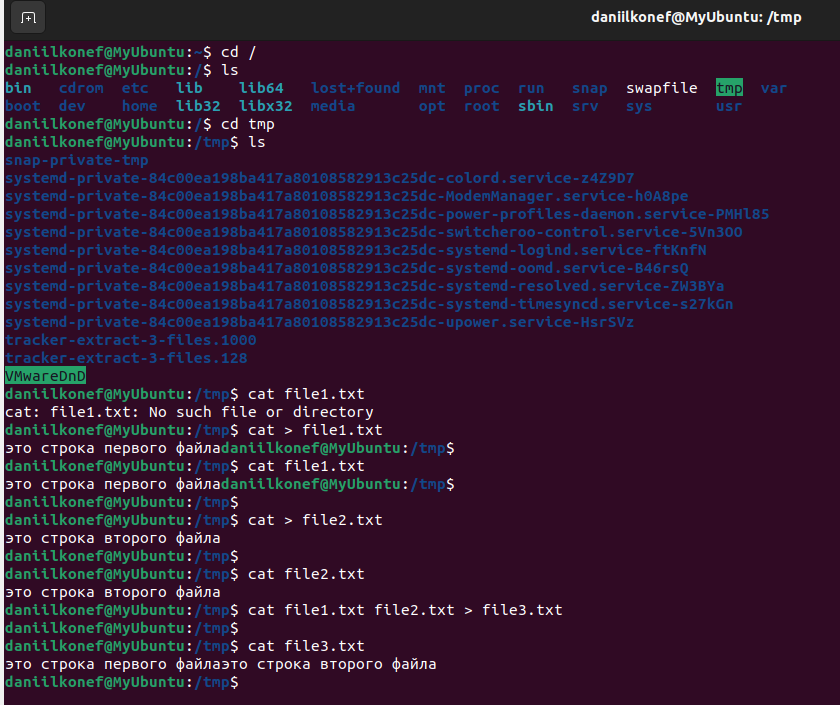 daniilkonef@MyUbuntu: /tmp
daniilkonef@MyUbuntu:~$ cd /
daniilkonef@MyUbuntu:/$ ls
bin cdrom etc lib lib64 lost+found mnt proc run snap swapfile tmp var
boot dev home lib32 libx32 media opt root sbin srv sys usr
daniilkonef@MyUbuntu:/$ cd tmp
daniilkonef@MyUbuntu:/tmp$ ls
snap-private-tmp
systemd-private-84c00ea198ba417a80108582913c25dc-colord.service-z4Z9D7
systemd-private-84c00ea198ba417a80108582913c25dc-ModemManager.service-h0A8pe
systemd-private-84c00ea198ba417a80108582913c25dc-power-profiles-daemon.service-PMHl85
systemd-private-84c00ea198ba417a80108582913c25dc-switcheroo-control.service-5Vn3OO
systemd-private-84c00ea198ba417a80108582913c25dc-systemd-logind.service-ftKnfN
systemd-private-84c00ea198ba417a80108582913c25dc-systemd-oomd.service-B46rsQ
systemd-private-84c00ea198ba417a80108582913c25dc-systemd-resolved.service-ZW3BYa
systemd-private-84c00ea198ba417a80108582913c25dc-systemd-timesyncd.service-s27kGn
systemd-private-84c00ea198ba417a80108582913c25dc-upower.service-HsrSVz
tracker-extract-3-files.1000
tracker-extract-3-files.128
VMwareDnD
daniilkonef@MyUbuntu:/tmp$ cat file1.txt
cat: file1.txt: No such file or directory
daniilkonef@MyUbuntu:/tmp$ cat > file1.txt
это строка первого файлаdaniilkonef@MyUbuntu:/tmp$
daniilkonef@MyUbuntu:/tmp$ cat file1.txt
это строка первого файлаdaniilkonef@MyUbuntu:/tmp$
daniilkonef@MyUbuntu:/tmp$
daniilkonef@MyUbuntu:/tmp$ cat > file2.txt
это строка второго файла
daniilkonef@MyUbuntu:/tmp$
daniilkonef@MyUbuntu:/tmp$ cat file2.txt
это строка второго файла
daniilkonef@MyUbuntu:/tmp$ cat file1.txt file2.txt > file3.txt
daniilkonef@MyUbuntu:/tmp$
daniilkonef@MyUbuntu:/tmp$ cat file3.txt
это строка первого файлаэто строка второго файла
daniilkonef@MyUbuntu:/tmp$